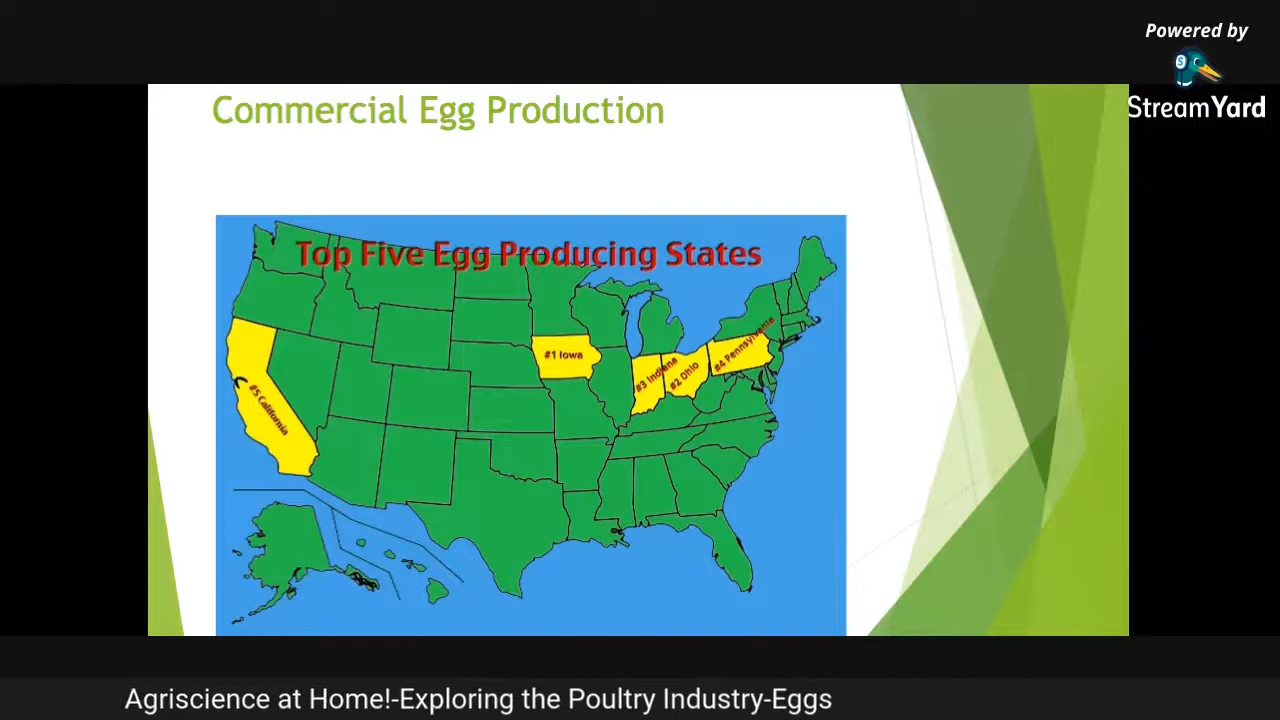 Powered by
StreamYard
Commercial Egg Production
Top Five Egg Producing States
#1 Iowa
#3 Indiana
#2 Ohio
#4 Pennsylvania
#5 California
Agriscience at Home!-Exploring the Poultry Industry-Eggs